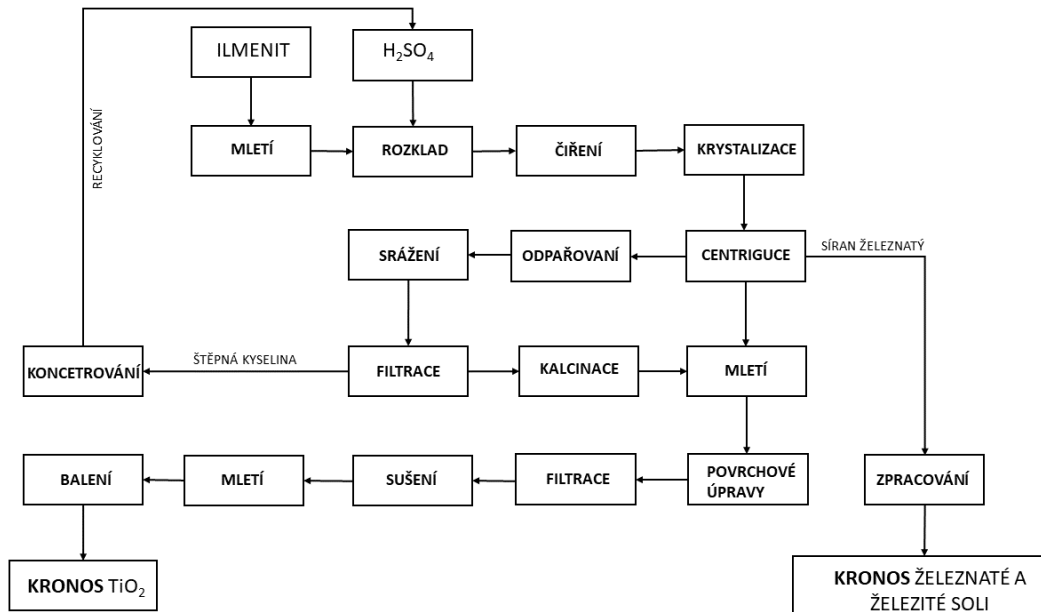 ILMENIT
H₂SO₄
RECYKLOVÁNÍ
MLETÍ
ROZKLAD
ČIŘENÍ
KRYSTALIZACE
SRÁŽENÍ
ODPAŘOVANÍ
CENTRIGUCE
SÍRAN ŽELEZNATÝ
KONCETROVÁNÍ
ŠTĚPNÁ KYSELINA
FILTRACE
KALCINACE
MLETÍ
BALENÍ
MLETÍ
SUŠENÍ
FILTRACE
POVRCHOVÉ
ÚPRAVY
ZPRACOVÁNÍ
KRONOS TiO₂
KRONOS ŽELEZNATÉ A
ŽELEZITÉ SOLI